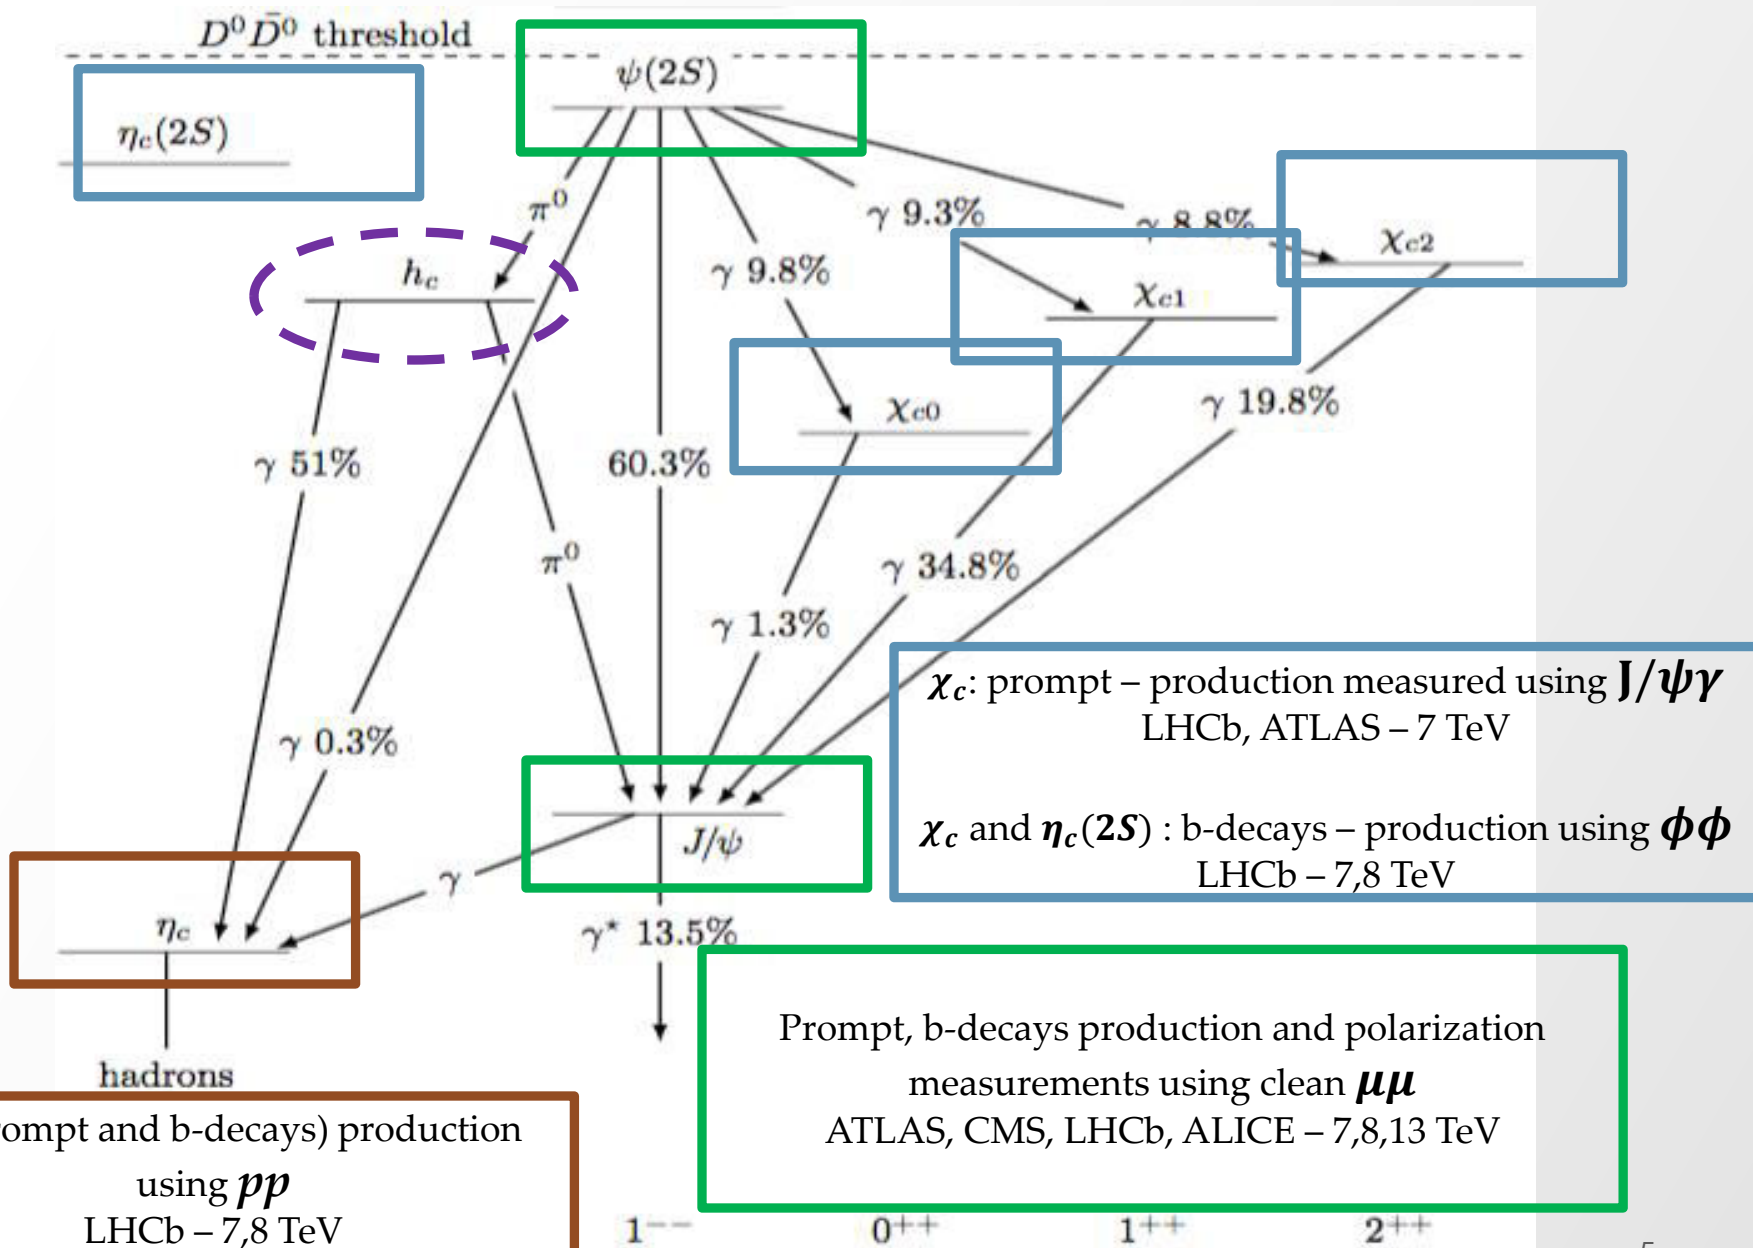 D⁰D̄⁰ threshold
ψ(2S)
η_c(2S)
π⁰
γ 9.3%
γ 8.8%
χ_c2
h_c
γ 9.8%
χ_c1
χ_c0
γ 19.8%
γ 51%
60.3%
π⁰
γ 34.8%
γ 1.3%
γ 0.3%
χ_c: prompt – production measured using J/ψγ
LHCb, ATLAS – 7 TeV
χ_c and η_c(2S) : b-decays – production using ϕϕ
LHCb – 7,8 TeV
J/ψ
γ
η_c
γ* 13.5%
hadrons
Prompt, b-decays production and polarization
measurements using clean μμ
ATLAS, CMS, LHCb, ALICE – 7,8,13 TeV
ompt and b-decays) production
using pp
LHCb – 7,8 TeV
1⁻⁻ 0⁺⁺ 1⁺⁺ 2⁺⁺